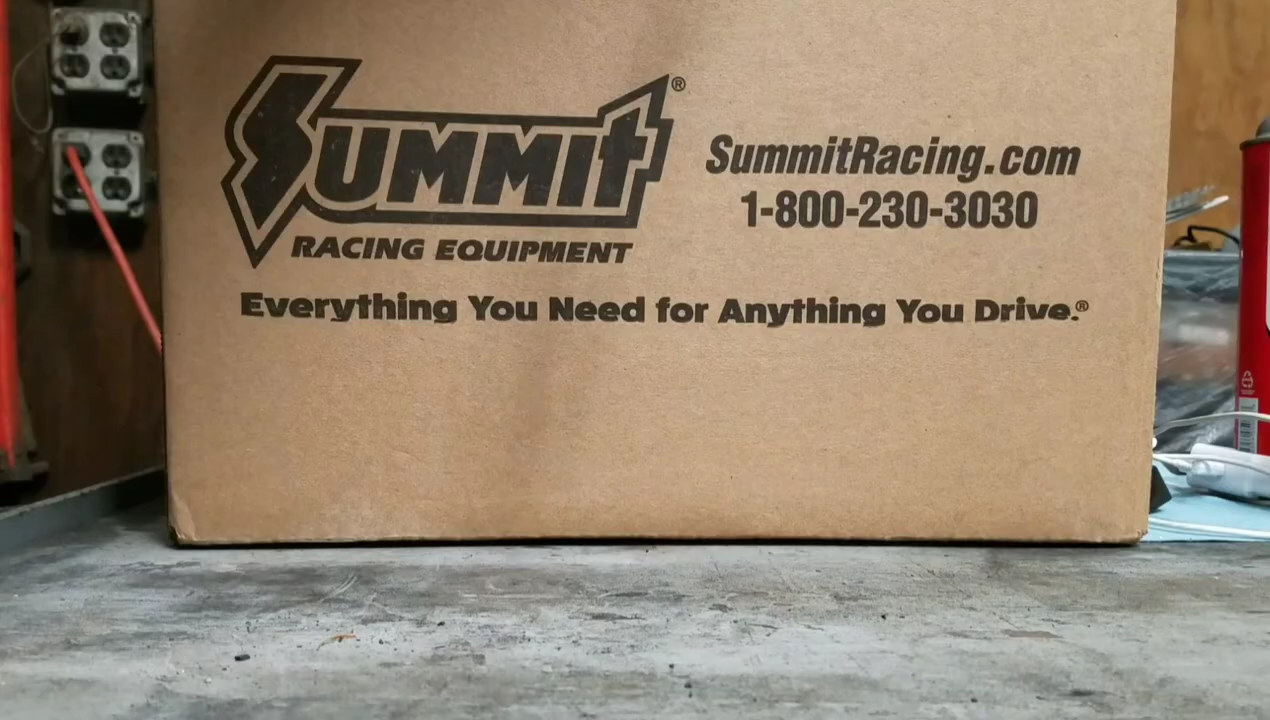 Summit®
RACING EQUIPMENT
SummitRacing.com
1-800-230-3030
Everything You Need for Anything You Drive.®